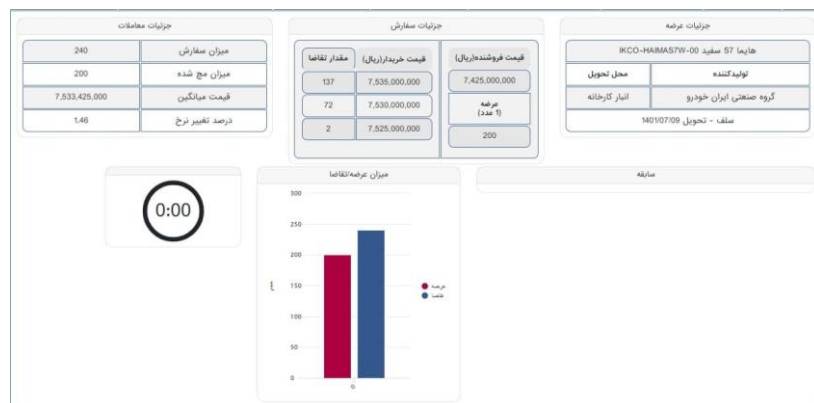 جزئیات عرضه
هایما S7 سفید IKCO-HAIMAS7W-00
تولیدکننده محل تحویل
گروه صنعتی ایران خودرو انبار کارخانه
سلف - تحویل 1401/07/09
جزئیات سفارش
قیمت فروشنده(ریال)
7,425,000,000
عرضه
(1 عدد)
200
قیمت خریدار(ریال) مقدار تقاضا
7,535,000,000 137
7,530,000,000 72
7,525,000,000 2
جزئیات معاملات
میزان سفارش 240
میزان مچ شده 200
قیمت میانگین 7,533,425,000
درصد تغییر نرخ 1.46
سابقه
میزان عرضه/تقاضا
300
250
200
150
100
50
0
0
عرضه
تقاضا
0:00